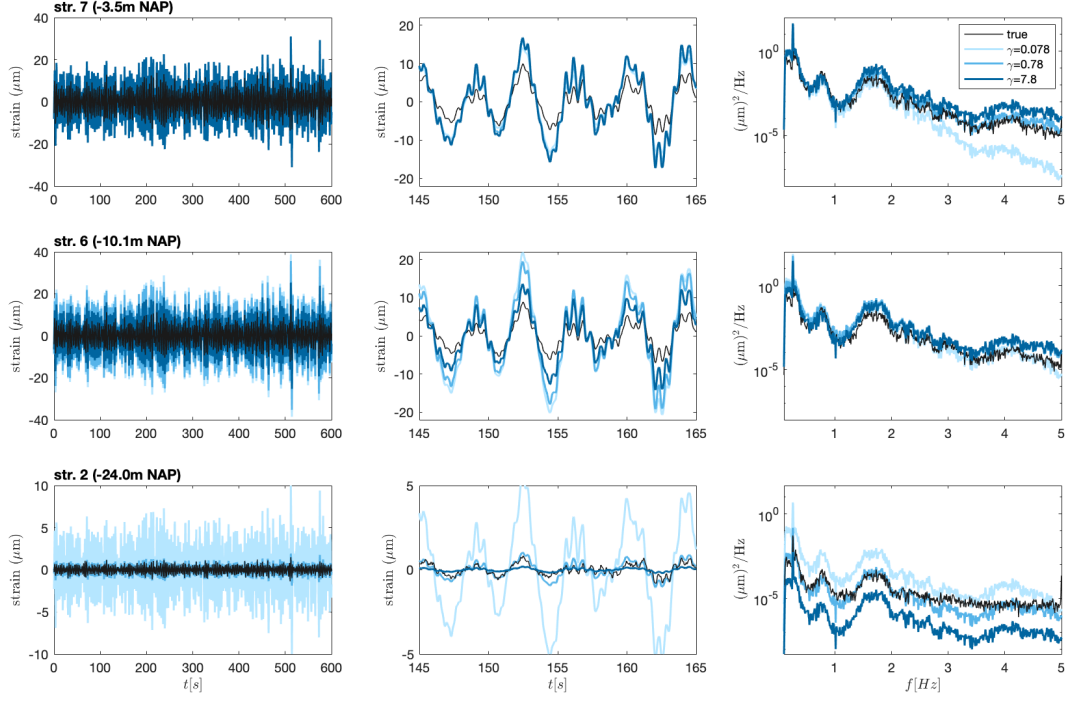 str. 7 (-3.5m NAP)
strain (μm)
40
20
0
-20
-40
0 100 200 300 400 500 600
strain (μm)
20
10
0
-10
-20
145 150 155 160 165
(μm)²/Hz
10⁰
10⁻⁵
1 2 3 4 5
true
γ=0.078
γ=0.78
γ=7.8
str. 6 (-10.1m NAP)
strain (μm)
40
20
0
-20
-40
0 100 200 300 400 500 600
strain (μm)
20
10
0
-10
-20
145 150 155 160 165
(μm)²/Hz
10⁰
10⁻⁵
1 2 3 4 5
str. 2 (-24.0m NAP)
strain (μm)
10
5
0
-5
-10
0 100 200 300 400 500 600
t[s]
strain (μm)
5
0
-5
145 150 155 160 165
t[s]
(μm)²/Hz
10⁰
10⁻⁵
1 2 3 4 5
f[Hz]